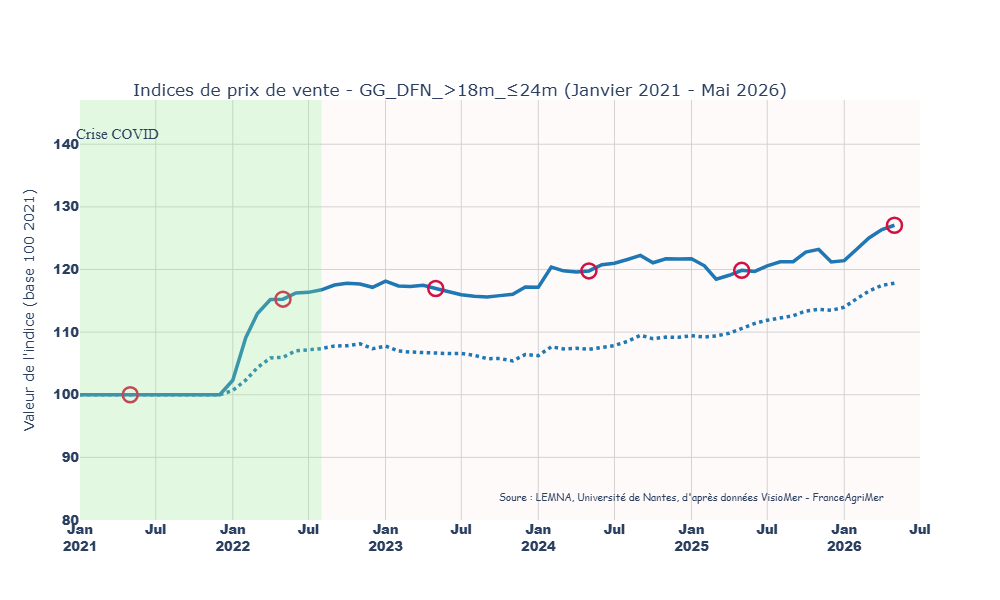 Indices de prix de vente - GG_DFN_>18m_≤24m (Janvier 2021 - Mai 2026)
Crise COVID
Valeur de l'indice (base 100 2021)
140
130
120
110
100
90
80
Soure : LEMNA, Université de Nantes, d'après données VisioMer - FranceAgriMer
Jan Jul Jan Jul Jan Jul Jan Jul Jan Jul Jan Jul
2021 2022 2023 2024 2025 2026